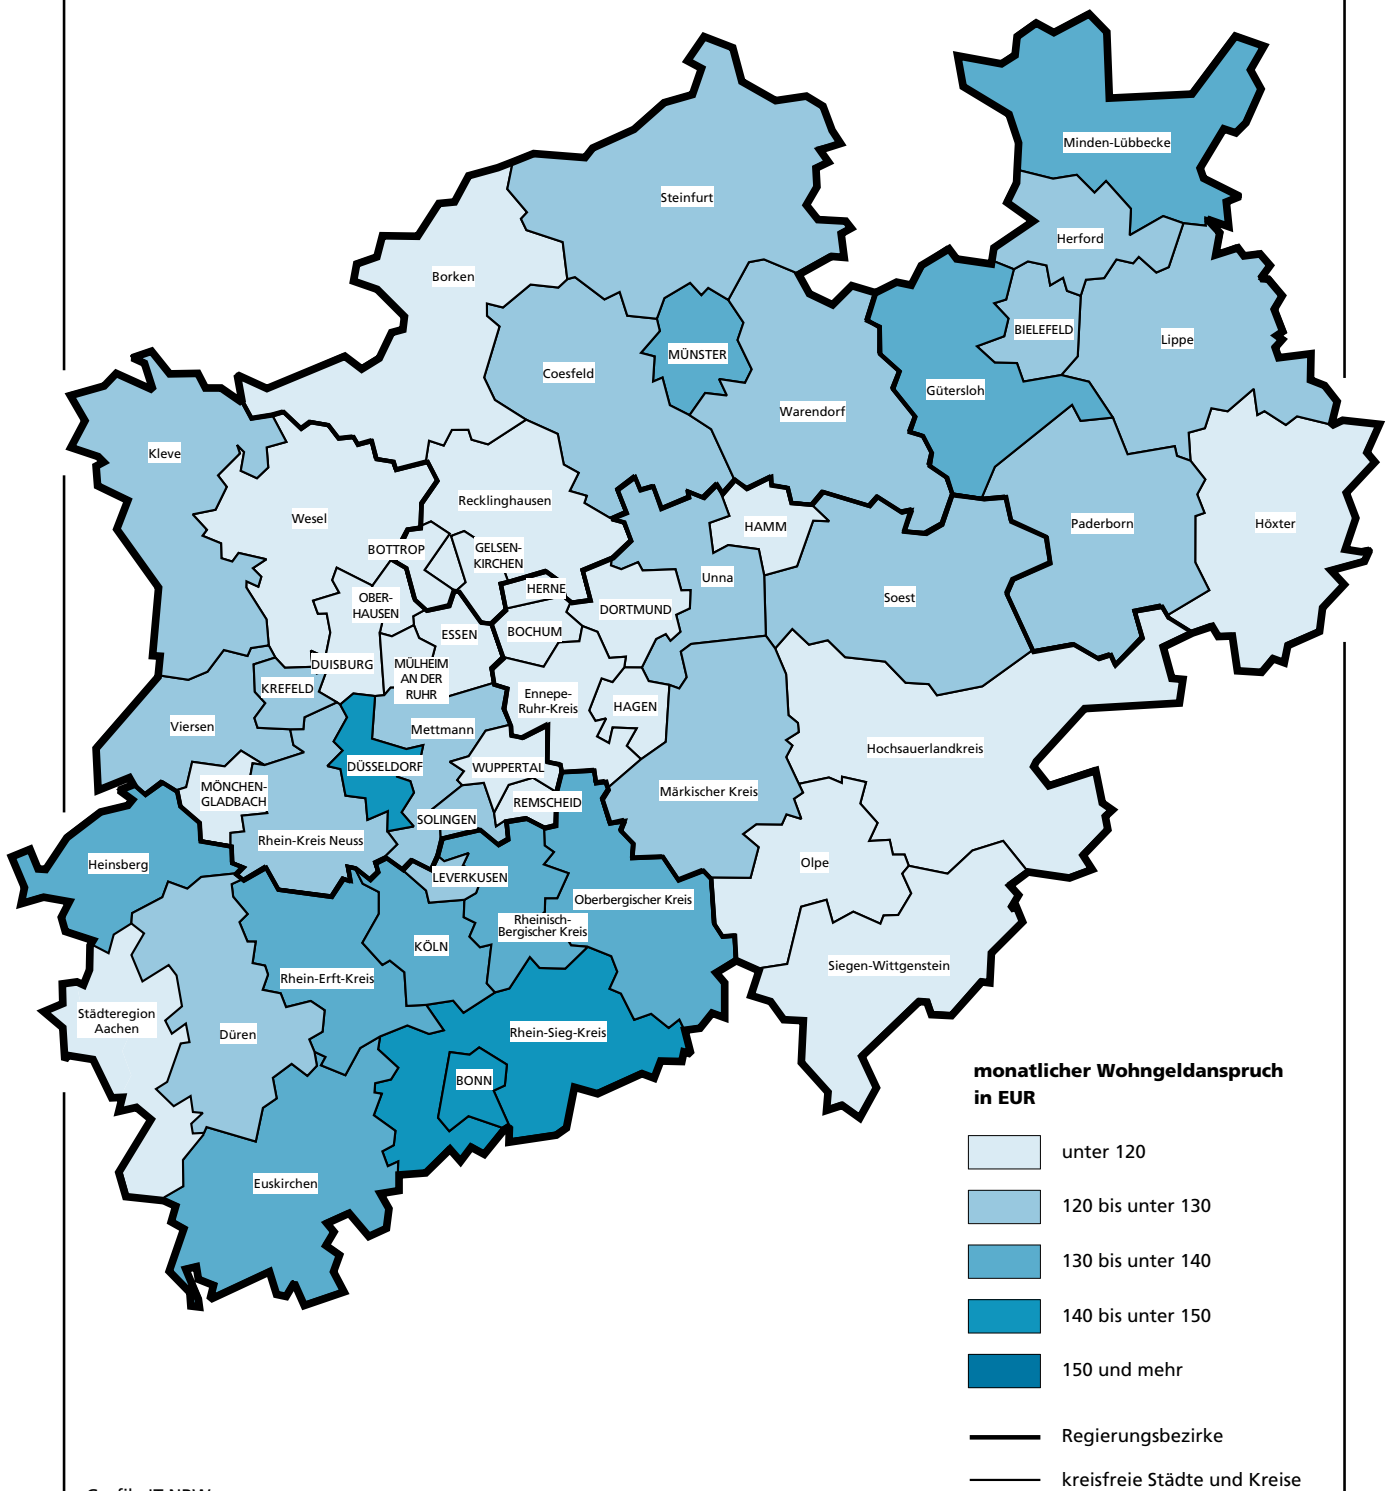 Minden-Lübbecke
Steinfurt
Herford
Borken
BIELEFELD
Lippe
MÜNSTER
Coesfeld
Gütersloh
Warendorf
Kleve
Recklinghausen
Wesel
HAMM
Paderborn
Höxter
BOTTROP
GELSEN-
KIRCHEN
Unna
HERNE
Soest
OBER-
HAUSEN
DORTMUND
ESSEN
BOCHUM
DUISBURG
MÜLHEIM
AN DER
RUHR
KREFELD
Ennepe-
Ruhr-Kreis
HAGEN
Viersen
Mettmann
Hochsauerlandkreis
DÜSSELDORF
WUPPERTAL
MÖNCHEN-
GLADBACH
Märkischer Kreis
REMSCHEID
SOLINGEN
Rhein-Kreis Neuss
Heinsberg
Olpe
LEVERKUSEN
Oberbergischer Kreis
Rheinisch-
Bergischer Kreis
KÖLN
Siegen-Wittgenstein
Rhein-Erft-Kreis
Städteregion
Aachen
Düren
Rhein-Sieg-Kreis
BONN
Euskirchen
monatlicher Wohngeldanspruch
in EUR
unter 120
120 bis unter 130
130 bis unter 140
140 bis unter 150
150 und mehr
Regierungsbezirke
kreisfreie Städte und Kreise